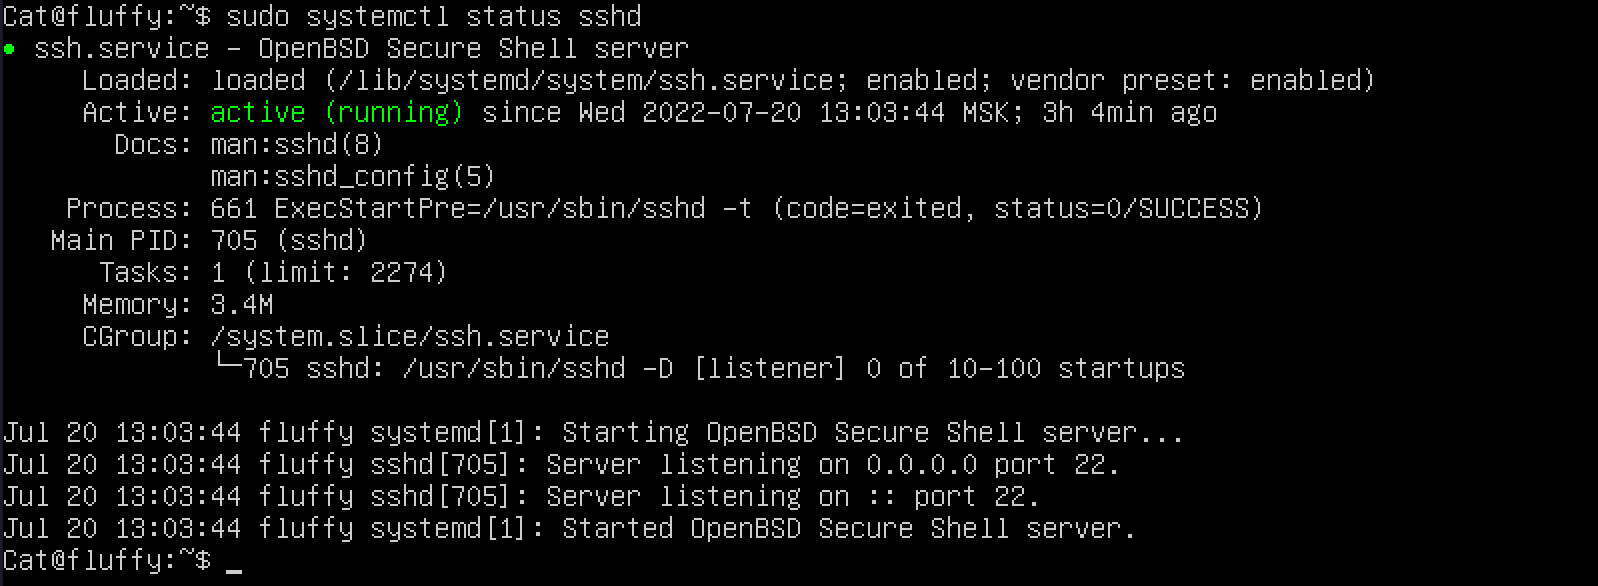 Cat@fluffy:~$ sudo systemctl status sshd
● ssh.service - OpenBSD Secure Shell server
     Loaded: loaded (/lib/systemd/system/ssh.service; enabled; vendor preset: enabled)
     Active: active (running) since Wed 2022-07-20 13:03:44 MSK; 3h 4min ago
       Docs: man:sshd(8)
             man:sshd_config(5)
    Process: 661 ExecStartPre=/usr/sbin/sshd -t (code=exited, status=0/SUCCESS)
   Main PID: 705 (sshd)
      Tasks: 1 (limit: 2274)
     Memory: 3.4M
     CGroup: /system.slice/ssh.service
             └─705 sshd: /usr/sbin/sshd -D [listener] 0 of 10-100 startups

Jul 20 13:03:44 fluffy systemd[1]: Starting OpenBSD Secure Shell server...
Jul 20 13:03:44 fluffy sshd[705]: Server listening on 0.0.0.0 port 22.
Jul 20 13:03:44 fluffy sshd[705]: Server listening on :: port 22.
Jul 20 13:03:44 fluffy systemd[1]: Started OpenBSD Secure Shell server.
Cat@fluffy:~$ _